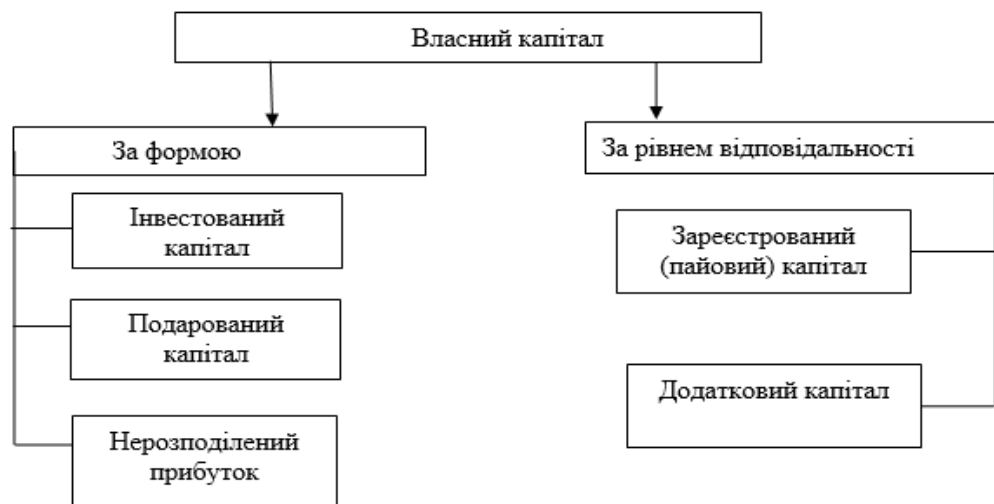 Власний капітал
За формою
Інвестований
капітал
Подарований
капітал
Нерозподілений
прибуток
За рівнем відповідальності
Зареєстрований
(пайовий) капітал
Додатковий капітал